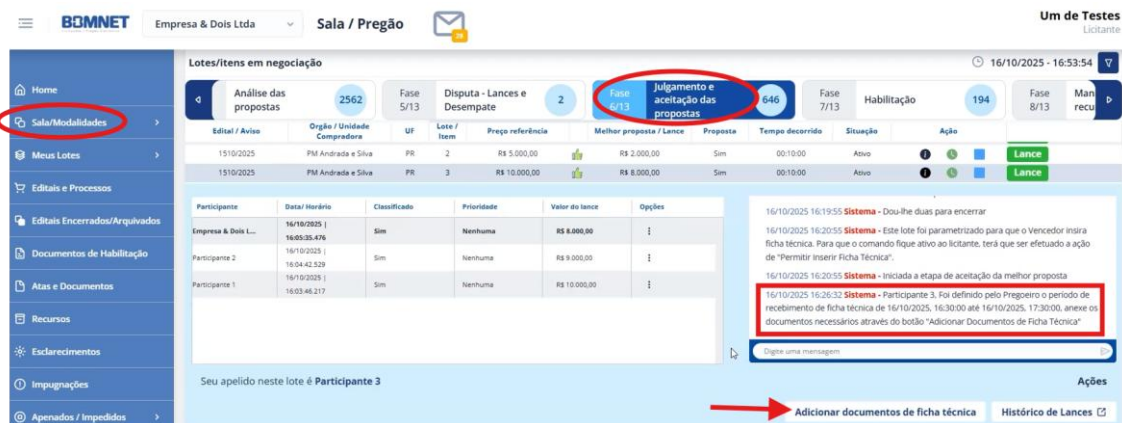 BBMNET
Empresa & Dois Ltda
Sala / Pregão
Um de Testes
Licitante
Home
Sala/Modalidades
Meus Lotes
Editais e Processos
Editais Encerrados/Arquivados
Documentos de Habilitação
Atas e Documentos
Recursos
Esclarecimentos
Impugnações
Apenados / Impedidos
Lotes/itens em negociação
16/10/2025 - 16:53:54
Análise das
propostas
2562
Fase
5/13
Disputa - Lances e
Desempate
2
Fase
6/13
Julgamento e
aceitação das
propostas
646
Fase
7/13
Habilitação
194
Fase
8/13
Man
recu
Edital / Aviso Orgão / Unidade Compradora UF Lote / Item Preço referência Melhor proposta / Lance Proposta Tempo decorrido Situação Ação
1510/2025 PM Andrada e Silva PR 2 R$ 5.000,00 R$ 2.000,00 Sim 00:10:00 Ativo Lance
1510/2025 PM Andrada e Silva PR 3 R$ 10.000,00 R$ 8.000,00 Sim 00:10:00 Ativo Lance
Participante Data/ Horário Classificado Prioridade Valor do lance Opções
Empresa & Dois L... 16/10/2025 | 16:05:35.476 Sim Nenhuma R$ 8.000,00
Participante 2 16/10/2025 | 16:04:42.529 Sim Nenhuma R$ 9.000,00
Participante 1 16/10/2025 | 16:03:46.217 Sim Nenhuma R$ 10.000,00
16/10/2025 16:19:55 Sistema - Dou-lhe duas para encerrar
16/10/2025 16:20:55 Sistema - Este lote foi parametrizado para que o Vencedor insira
ficha técnica. Para que o comando fique ativo ao licitante, terá que ser efetuado a ação
de "Permitir Inserir Ficha Técnica".
16/10/2025 16:20:55 Sistema - Iniciada a etapa de aceitação da melhor proposta
16/10/2025 16:26:32 Sistema - Participante 3, Foi definido pelo Pregoeiro o período de
recebimento de ficha técnica de 16/10/2025, 16:30:00 até 16/10/2025, 17:30:00, anexe os
documentos necessários através do botão "Adicionar Documentos de Ficha Técnica"
Digite uma mensagem
Seu apelido neste lote é Participante 3
Ações
Adicionar documentos de ficha técnica
Histórico de Lances